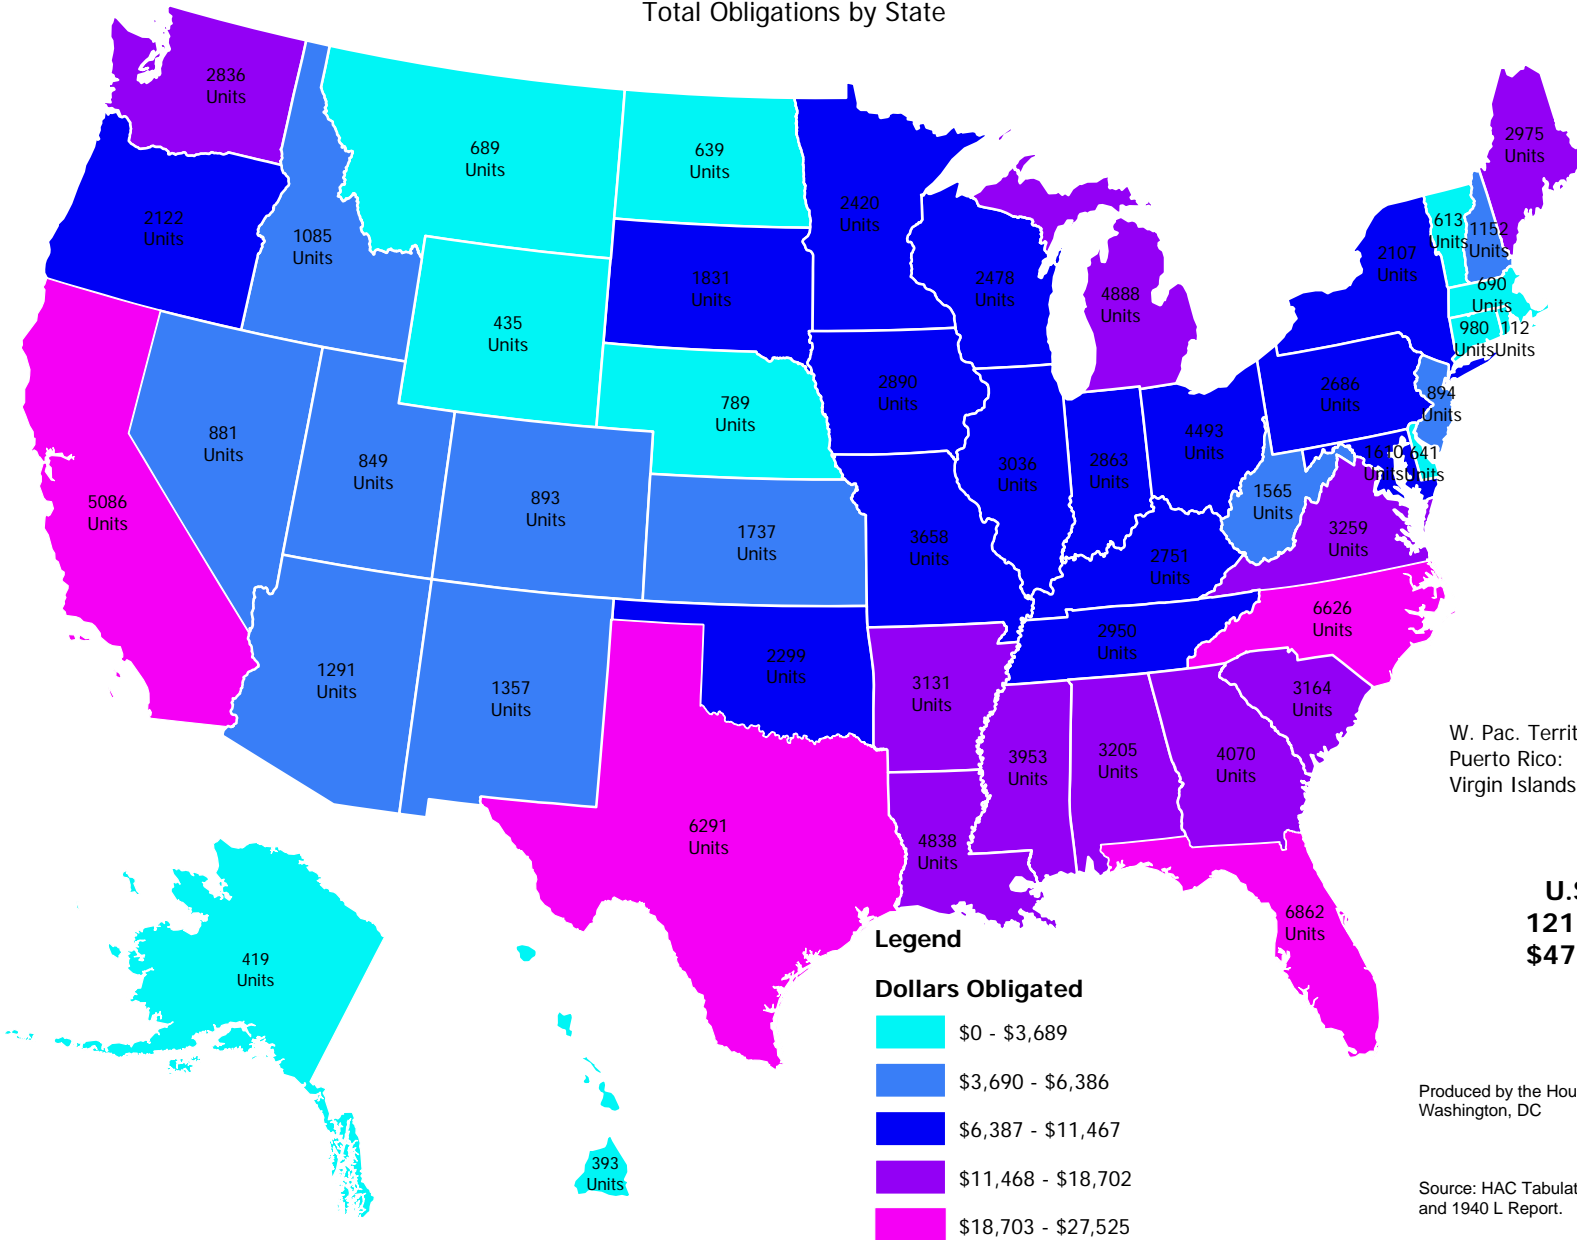 Total Obligations by State
2836
Units
2975
Units
689
Units
639
Units
2420
Units
2122
Units
1085
Units
613
Units
1152
Units
2107
Units
1831
Units
2478
Units
4888
Units
690
Units
435
Units
980
Units
112
Units
2890
Units
2686
Units
789
Units
894
Units
881
Units
849
Units
4493
Units
3036
Units
2863
Units
1610
Units
641
Units
893
Units
1565
Units
5086
Units
1737
Units
3658
Units
3259
Units
2751
Units
6626
Units
2950
Units
2299
Units
1291
Units
1357
Units
3131
Units
3164
Units
3953
Units
3205
Units
4070
Units
W. Pac. Territ
Puerto Rico:
Virgin Islands
6291
Units
4838
Units
6862
Units
U.S
121
$47
419
Units
393
Units
Legend
Dollars Obligated
$0 - $3,689
$3,690 - $6,386
$6,387 - $11,467
$11,468 - $18,702
$18,703 - $27,525
Produced by the Hou
Washington, DC
Source: HAC Tabulat
and 1940 L Report.